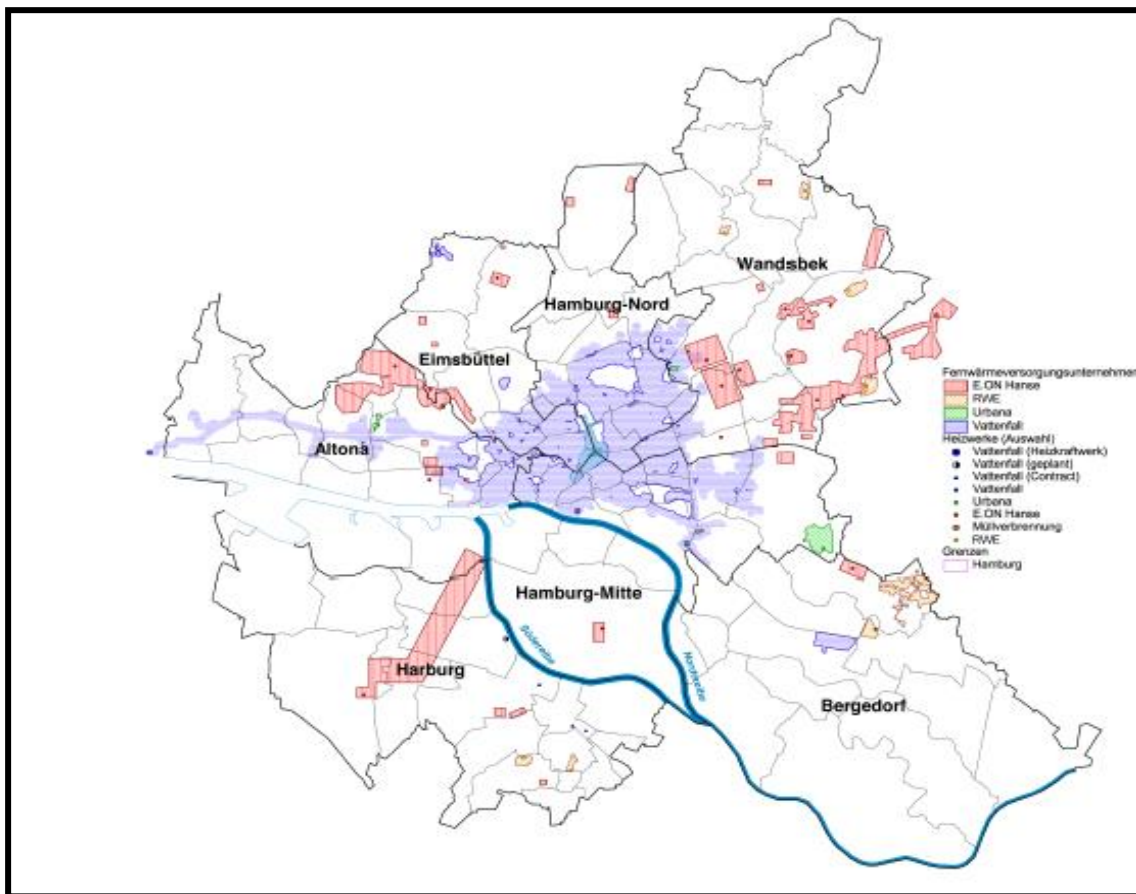 Wandsbek
Hamburg-Nord
Eimsbüttel
Altona
Hamburg-Mitte
Süderelbe
Norderelbe
Harburg
Bergedorf
Fernwärmeversorgungsunternehmen
E.ON Hanse
RWE
Urbana
Vattenfall
Heizwerke (Auswahl)
Vattenfall (Heizkraftwerk)
Vattenfall (geplant)
Vattenfall (Contract)
Vattenfall
Urbana
E.ON Hanse
Müllverbrennung
RWE
Grenzen
Hamburg